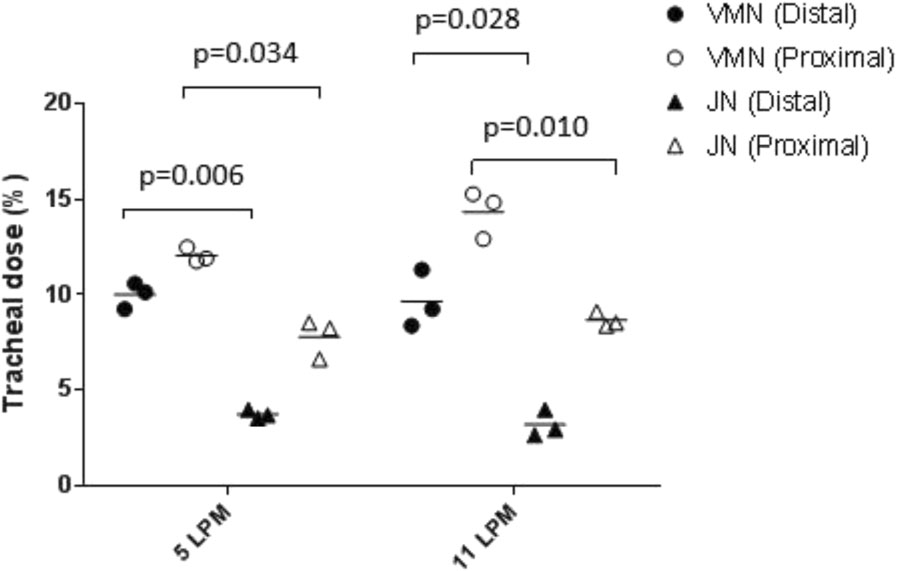 p=0.028
VMN (Distal)
VMN (Proximal)
JN (Distal)
JN (Proximal)
p=0.034
p=0.010
p=0.006
Tracheal dose (% )
20
15
10
5
0
5 LPM
11 LPM